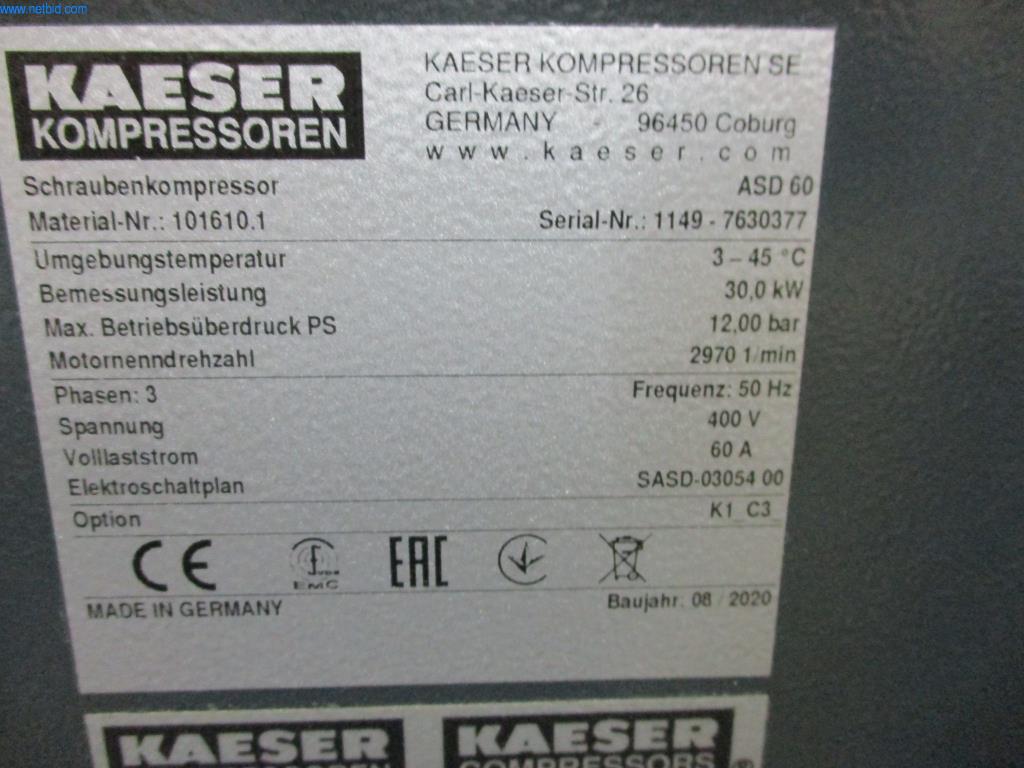 www.netbid.com
KAESER
KOMPRESSOREN
KAESER KOMPRESSOREN SE
Carl-Kaeser-Str. 26
GERMANY - 96450 Coburg
www.kaeser.com
Schraubenkompressor ASD 60
Material-Nr.: 101610.1 Serial-Nr.: 1149 - 7630377
Umgebungstemperatur 3 – 45 °C
Bemessungsleistung 30,0 kW
Max. Betriebsüberdruck PS 12,00 bar
Motornenndrehzahl 2970 1/min
Phasen: 3 Frequenz: 50 Hz
Spannung 400 V
Volllaststrom 60 A
Elektroschaltplan SASD-03054 00
Option K1_C3_
CE EMC EAC
MADE IN GERMANY Baujahr: 08 / 2020
KAESER KAESER
KOMPRESSOREN COMPRESSORS